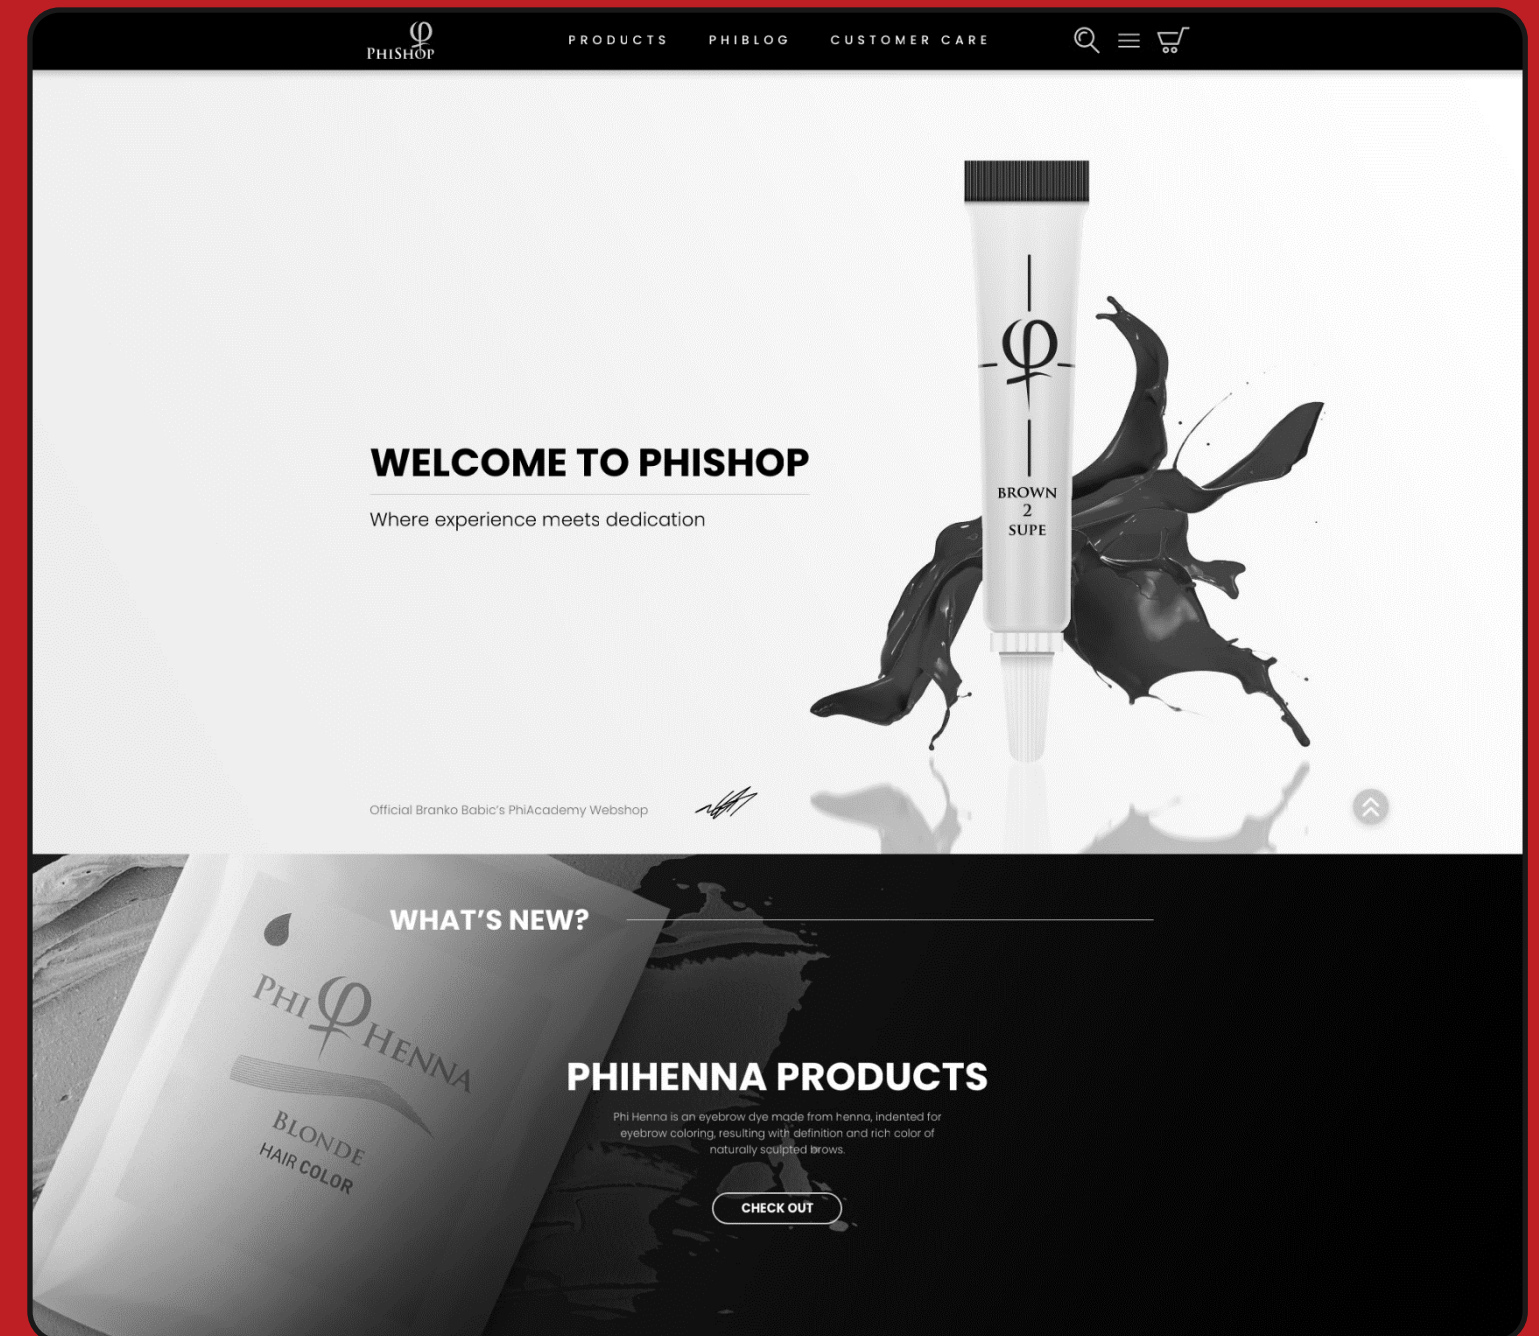 PHISHOP
PRODUCTS
PHIBLOG
CUSTOMER CARE
φ
BROWN
2
SUPE
WELCOME TO PHISHOP
Where experience meets dedication
Official Branko Babic's PhiAcademy Webshop
WHAT'S NEW?
PHI φ HENNA
BLONDE
HAIR COLOR
PHIHENNA PRODUCTS
Phi Henna is an eyebrow dye made from henna, indented for
eyebrow coloring, resulting with definition and rich color of
naturally sculpted brows.
CHECK OUT